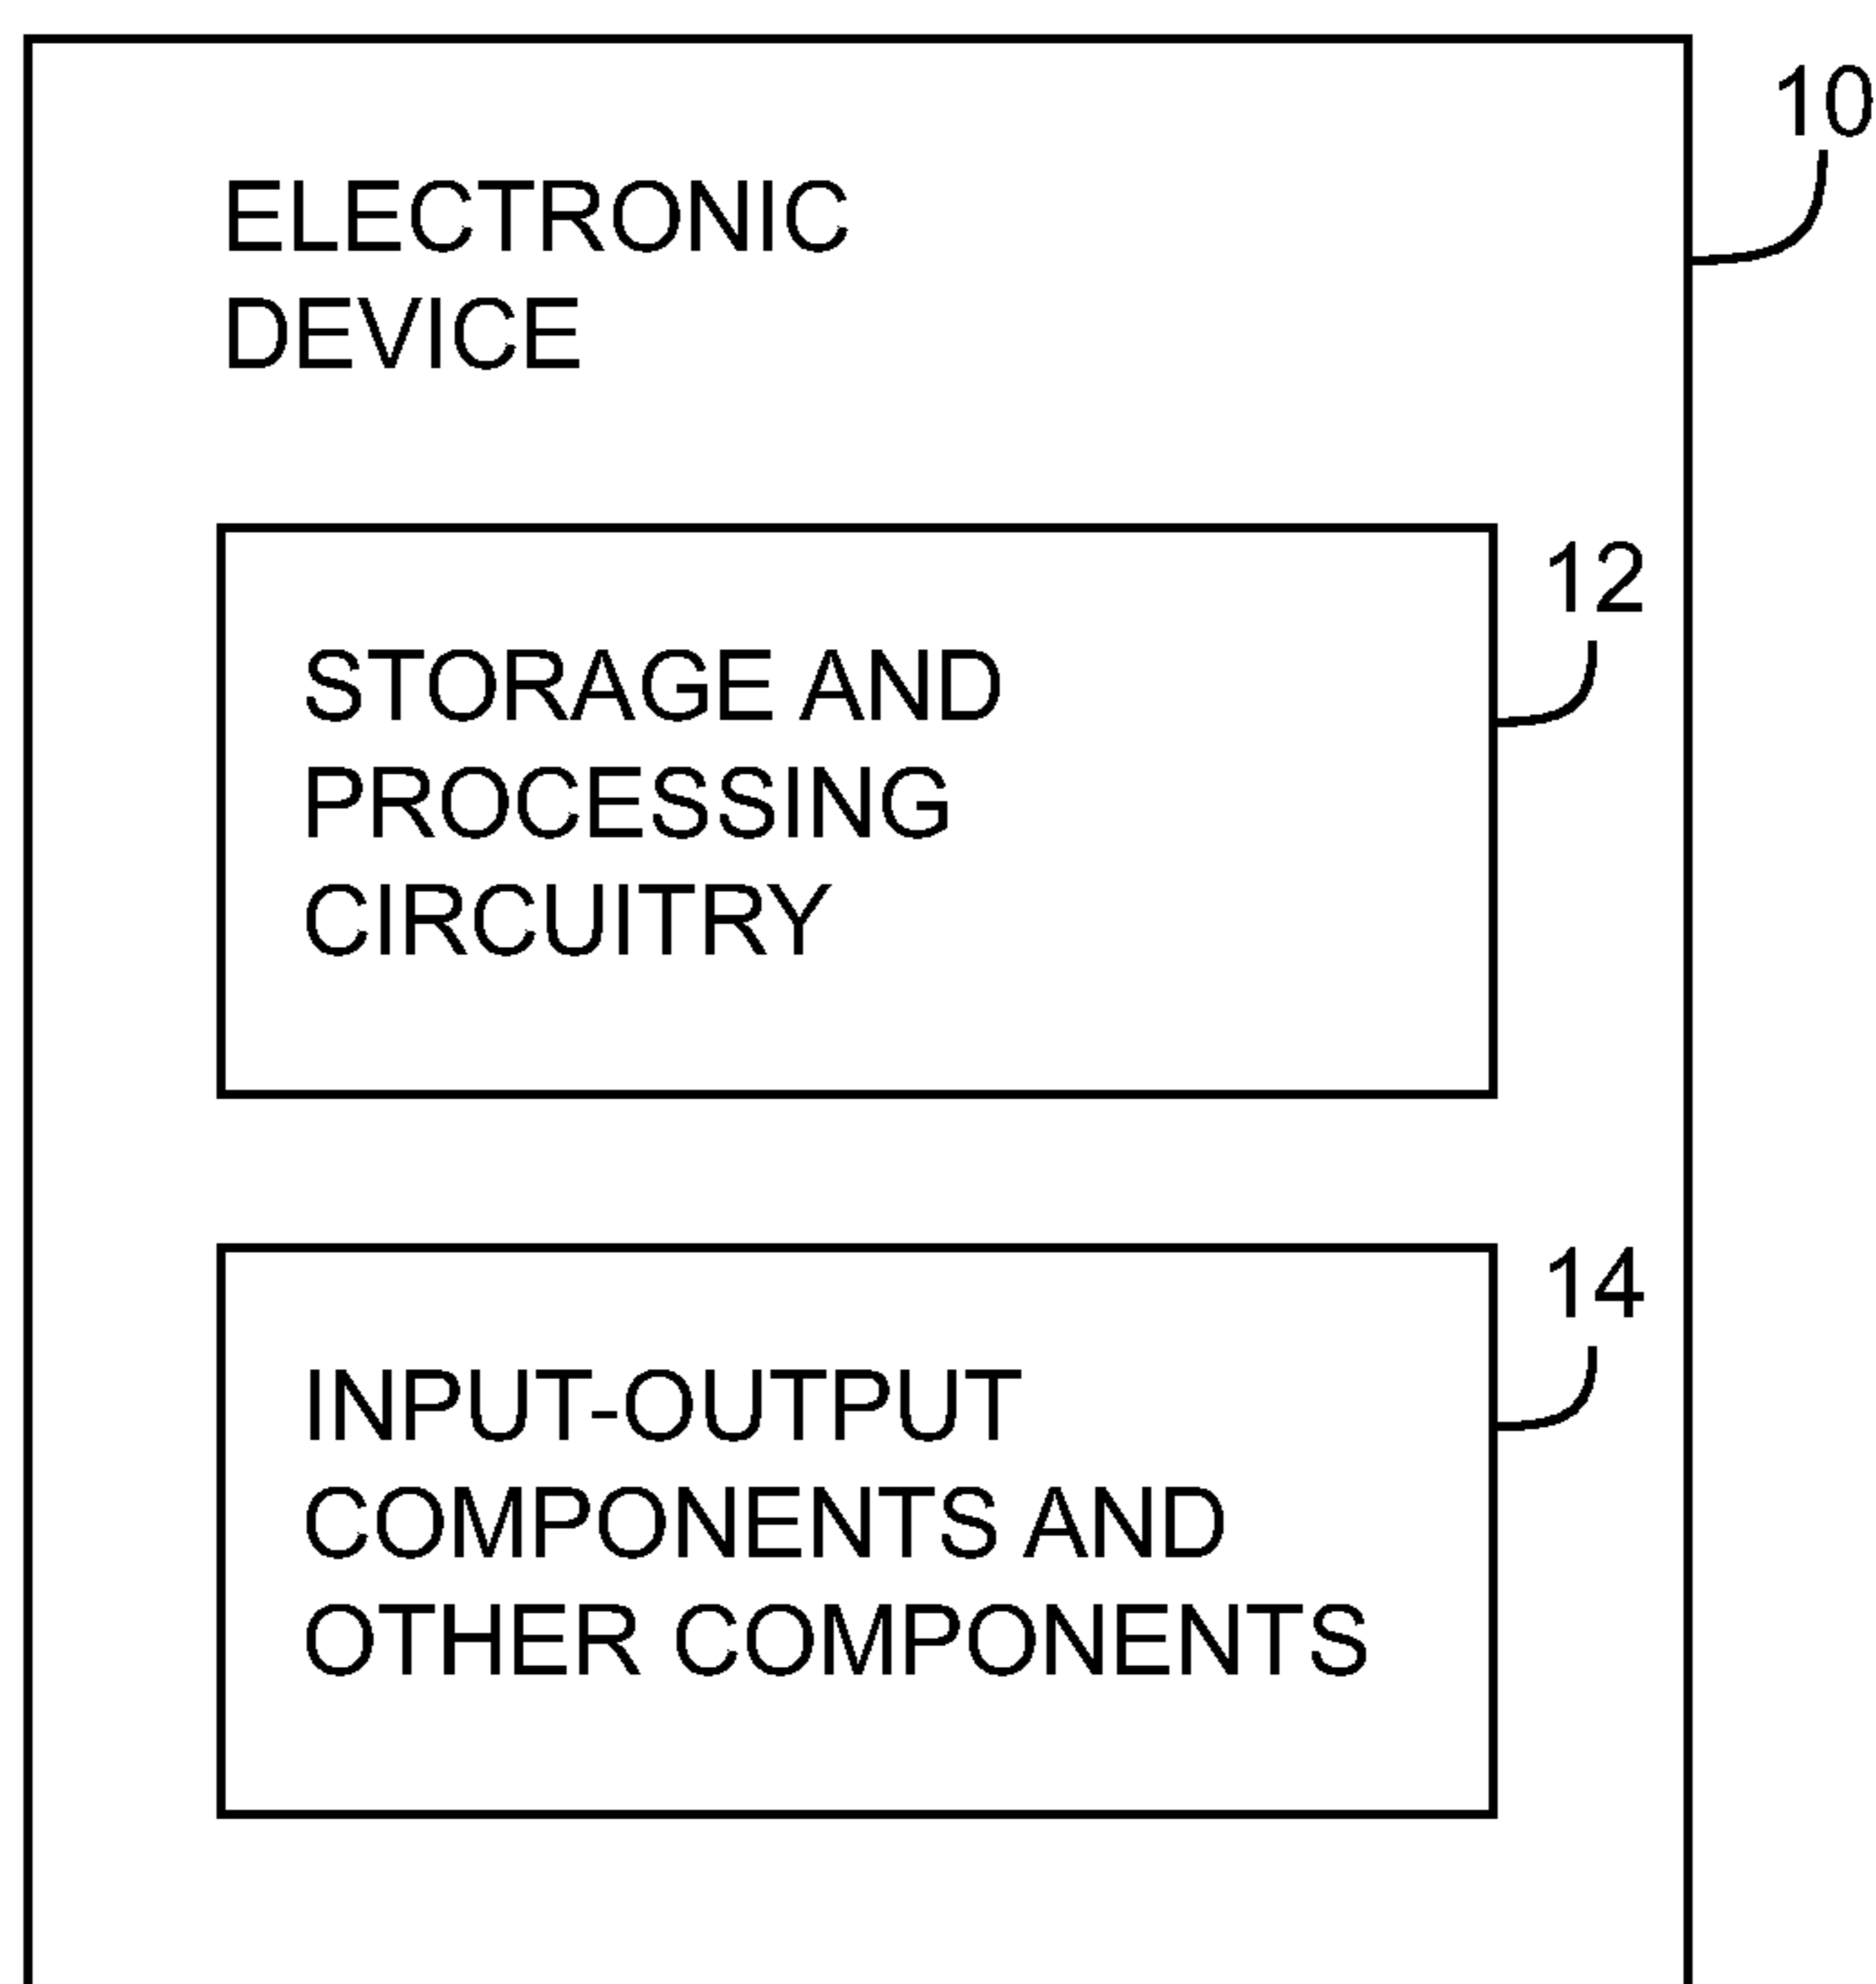 10
ELECTRONIC
DEVICE
12
STORAGE AND
PROCESSING
CIRCUITRY
14
INPUT-OUTPUT
COMPONENTS AND
OTHER COMPONENTS